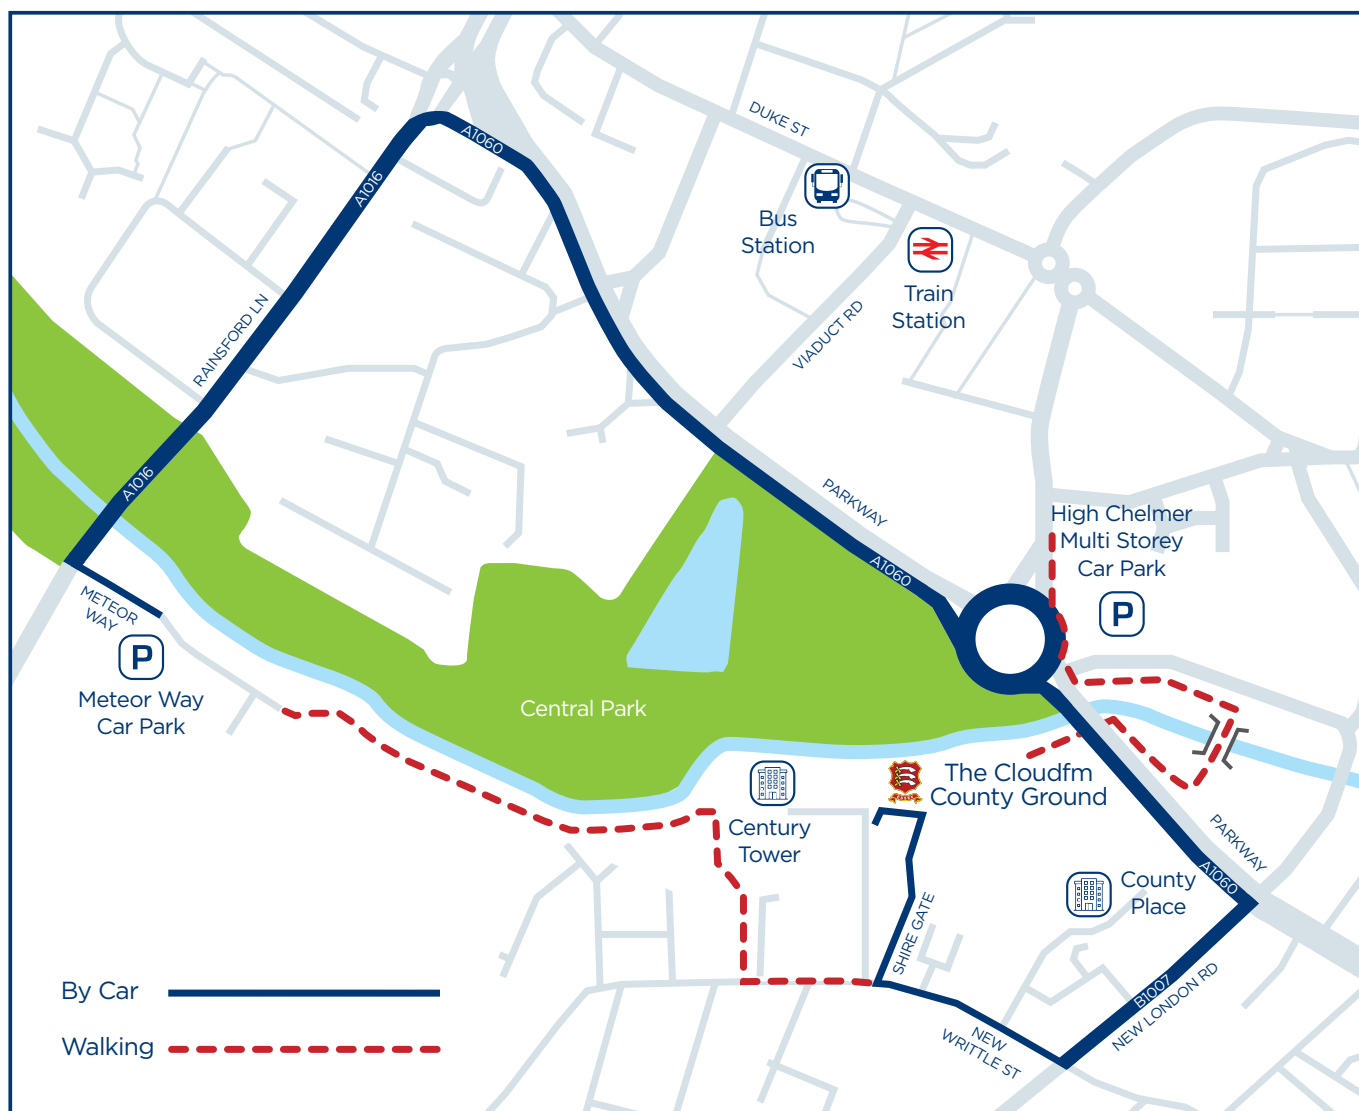 DUKE ST
A1060
A1016
Bus
Station
Train
Station
RAINSFORD LN
VIADUCT RD
A1016
PARKWAY
High Chelmer
Multi Storey
Car Park
P
A1060
METEOR
WAY
P
Meteor Way
Car Park
Central Park
The Cloudfm
County Ground
Century
Tower
PARKWAY
A1060
County
Place
SHIRE GATE
B1007
NEW LONDON RD
NEW
WRITTLE ST
By Car
Walking